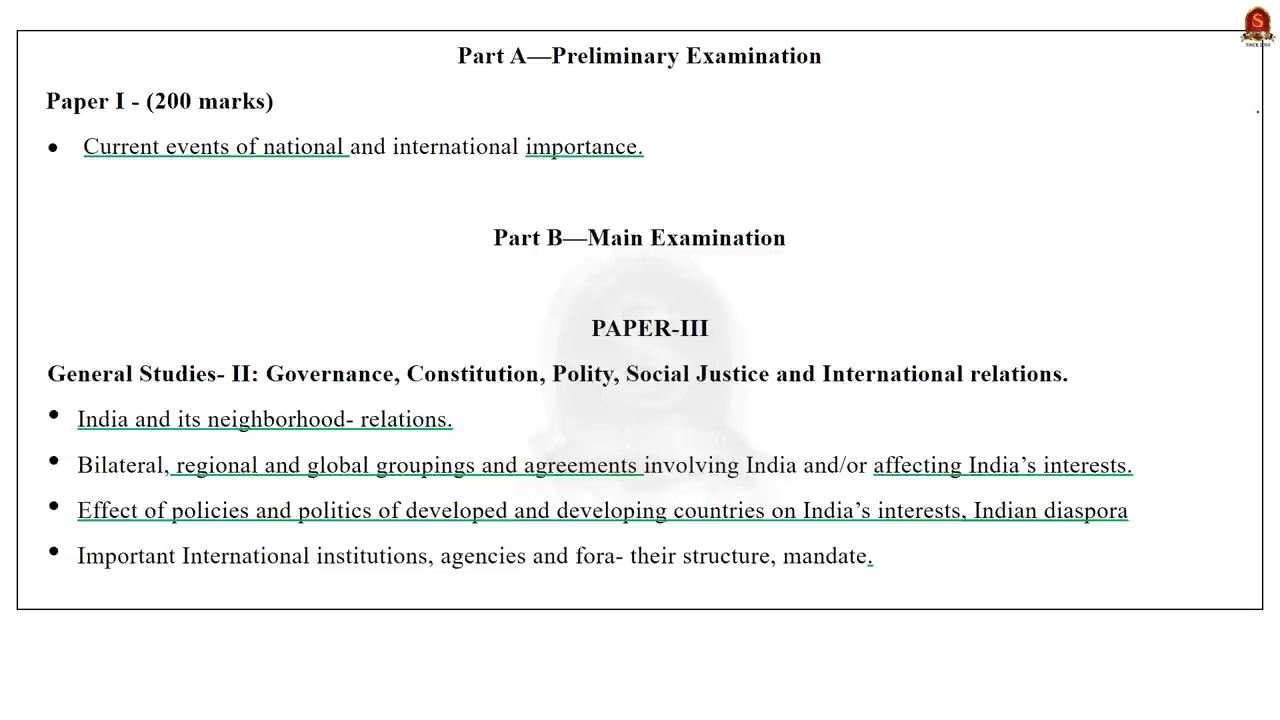 Part A—Preliminary Examination
Paper I - (200 marks)
• Current events of national and international importance.
Part B—Main Examination
PAPER-III
General Studies- II: Governance, Constitution, Polity, Social Justice and International relations.
• India and its neighborhood- relations.
• Bilateral, regional and global groupings and agreements involving India and/or affecting India’s interests.
• Effect of policies and politics of developed and developing countries on India’s interests, Indian diaspora
• Important International institutions, agencies and fora- their structure, mandate.